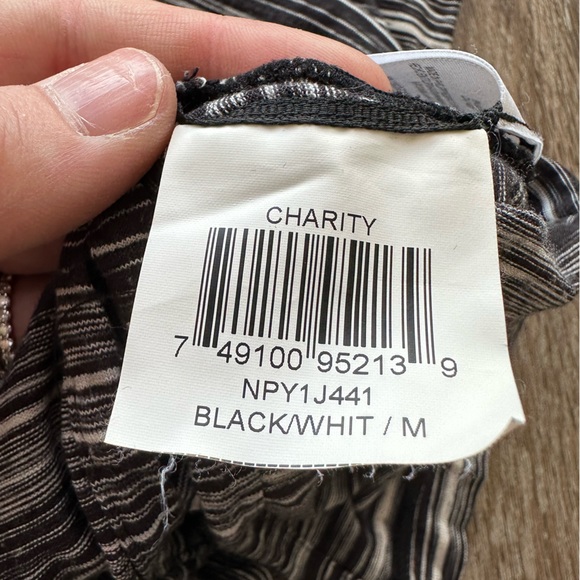 CHARITY
7 49100 95213 9
NPY1J441
BLACK/WHIT / M